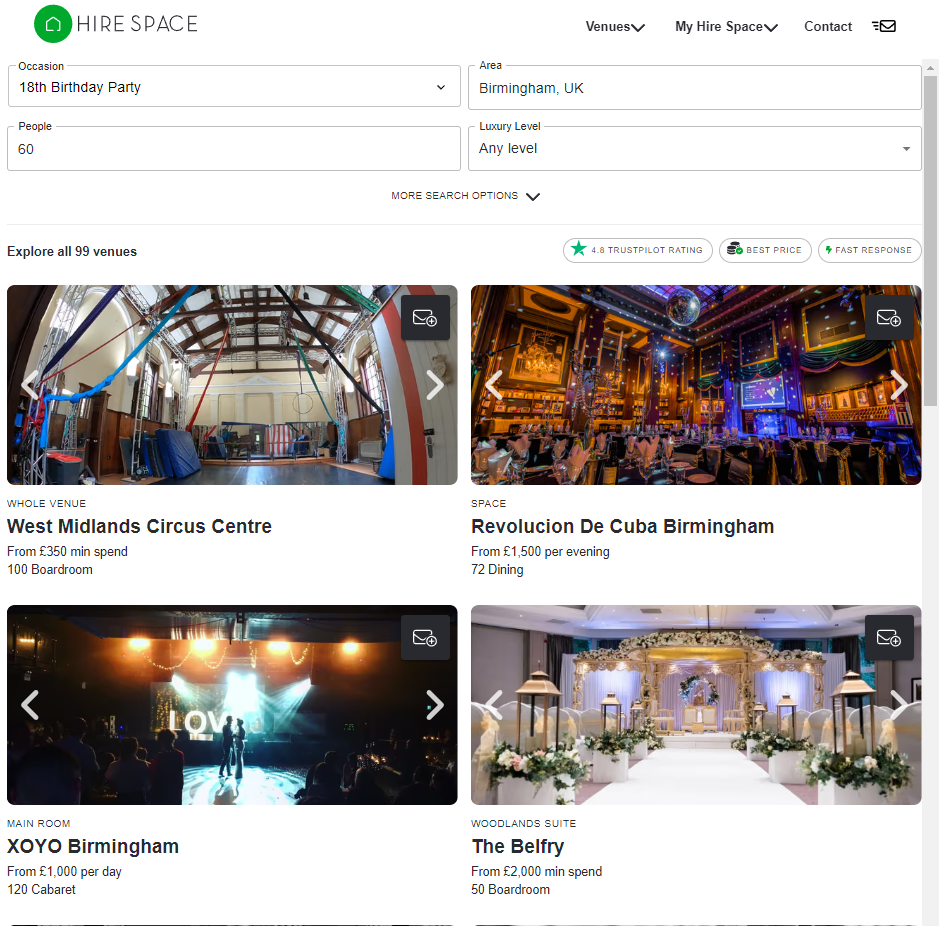 HIRE SPACE
Venues
My Hire Space
Contact
Occasion
18th Birthday Party
Area
Birmingham, UK
People
60
Luxury Level
Any level
MORE SEARCH OPTIONS
Explore all 99 venues
4.8 TRUSTPILOT RATING
BEST PRICE
FAST RESPONSE
WHOLE VENUE
West Midlands Circus Centre
From £350 min spend
100 Boardroom
SPACE
Revolucion De Cuba Birmingham
From £1,500 per evening
72 Dining
LOV
MAIN ROOM
XOYO Birmingham
From £1,000 per day
120 Cabaret
WOODLANDS SUITE
The Belfry
From £2,000 min spend
50 Boardroom